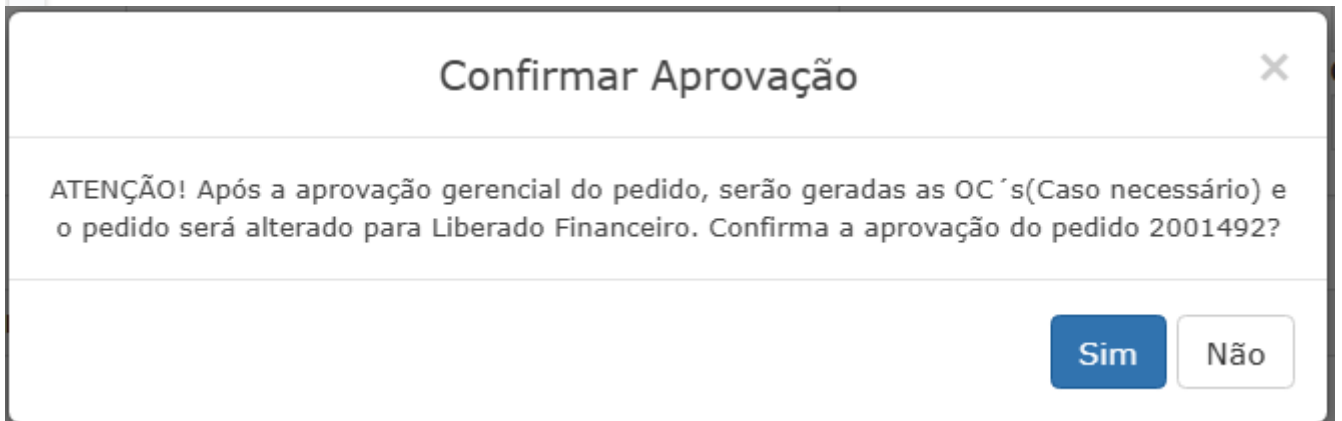 Confirmar Aprovação
×
ATENÇÃO! Após a aprovação gerencial do pedido, serão geradas as OC´s(Caso necessário) e
o pedido será alterado para Liberado Financeiro. Confirma a aprovação do pedido 2001492?
Sim
Não